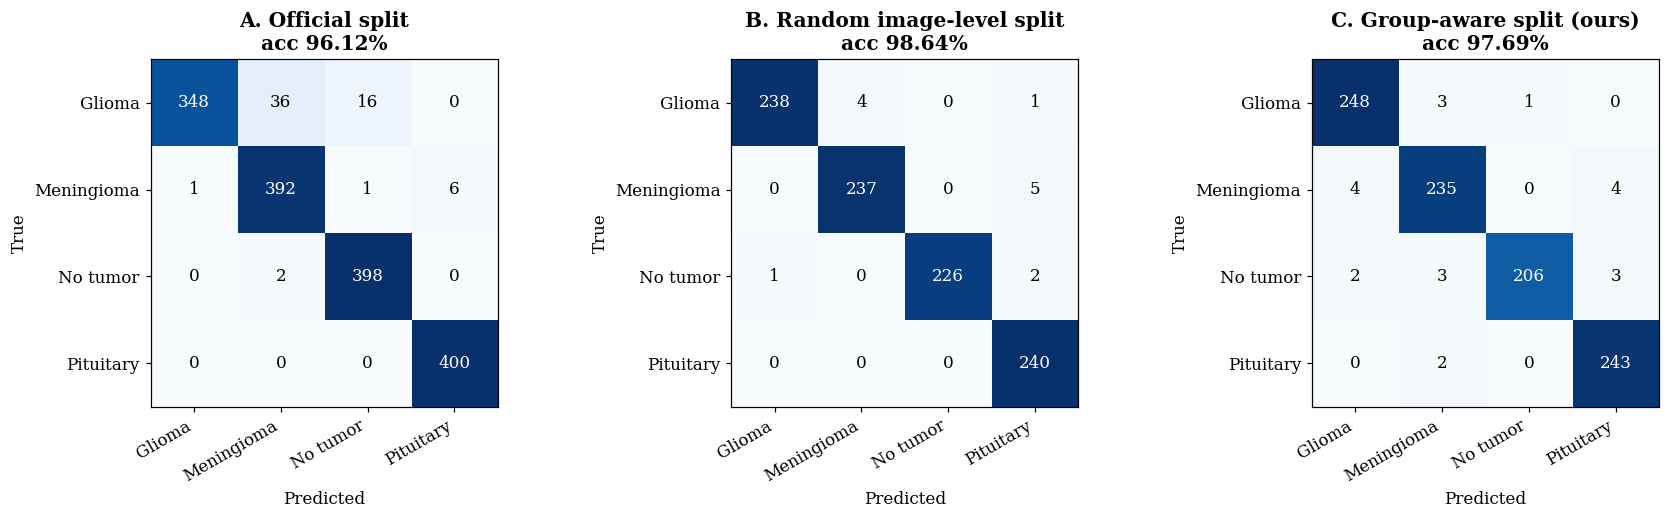 A. Official split
acc 96.12%
Glioma 348 36 16 0
Meningioma 1 392 1 6
No tumor 0 2 398 0
Pituitary 0 0 0 400
True
Glioma Meningioma No tumor Pituitary
Predicted
B. Random image-level split
acc 98.64%
Glioma 238 4 0 1
Meningioma 0 237 0 5
No tumor 1 0 226 2
Pituitary 0 0 0 240
True
Glioma Meningioma No tumor Pituitary
Predicted
C. Group-aware split (ours)
acc 97.69%
Glioma 248 3 1 0
Meningioma 4 235 0 4
No tumor 2 3 206 3
Pituitary 0 2 0 243
True
Glioma Meningioma No tumor Pituitary
Predicted